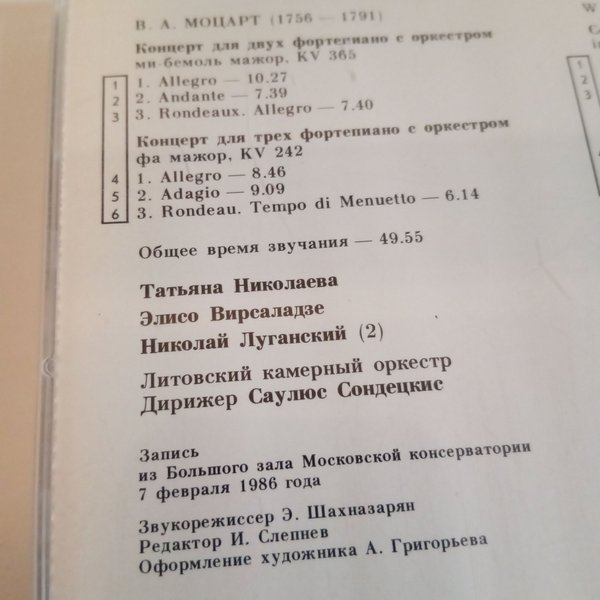 В. А. МОЦАРТ (1756 — 1791)
Концерт для двух фортепиано с оркестром
ми-бемоль мажор, KV 365
1 1. Allegro — 10.27
2 2. Andante — 7.39
3 3. Rondeaux. Allegro — 7.40
Концерт для трех фортепиано с оркестром
фа мажор, KV 242
4 1. Allegro — 8.46
5 2. Adagio — 9.09
6 3. Rondeau. Tempo di Menuetto — 6.14
Общее время звучания — 49.55
Татьяна Николаева
Элисо Вирсаладзе
Николай Луганский (2)
Литовский камерный оркестр
Дирижер Саулюс Сондецкис
Запись
из Большого зала Московской консерватории
7 февраля 1986 года
Звукорежиссер Э. Шахназарян
Редактор И. Слепнев
Оформление художника А. Григорьева
W
1
2
3